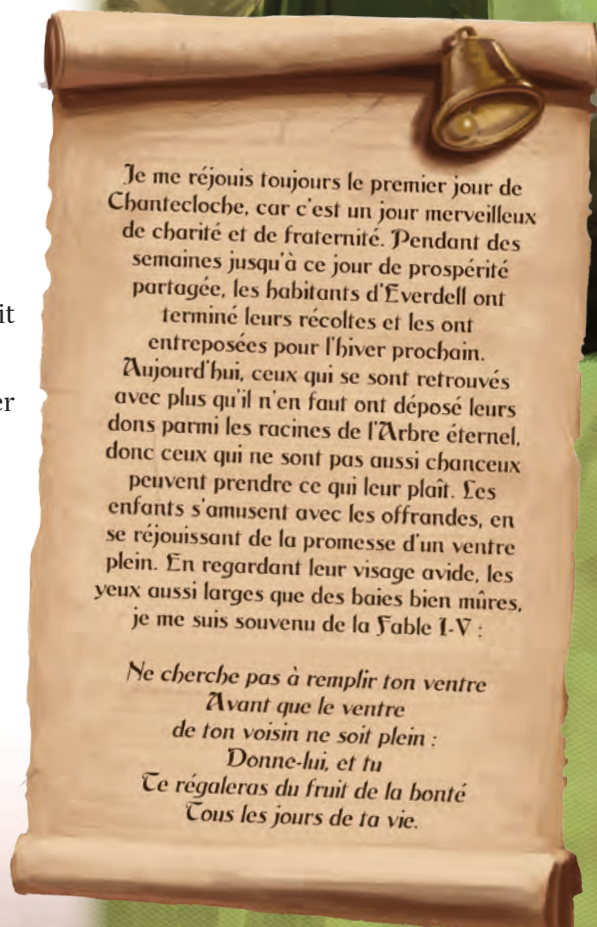 it
er
Je me réjouis toujours le premier jour de
Chantecloche, car c'est un jour merveilleux
de charité et de fraternité. Pendant des
semaines jusqu'à ce jour de prospérité
partagée, les habitants d'Everdell ont
terminé leurs récoltes et les ont
entreposées pour l'hiver prochain.
Aujourd'hui, ceux qui se sont retrouvés
avec plus qu'il n'en faut ont déposé leurs
dons parmi les racines de l'Arbre éternel,
donc ceux qui ne sont pas aussi chanceux
peuvent prendre ce qui leur plaît. Les
enfants s'amusent avec les offrandes, en
se réjouissant de la promesse d'un ventre
plein. En regardant leur visage avide, les
yeux aussi larges que des baies bien mûres,
je me suis souvenu de la Fable I-V :
Ne cherche pas à remplir ton ventre
Avant que le ventre
de ton voisin ne soit plein :
Donne-lui, et tu
Te régaleras du fruit de la bonté
Tous les jours de ta vie.